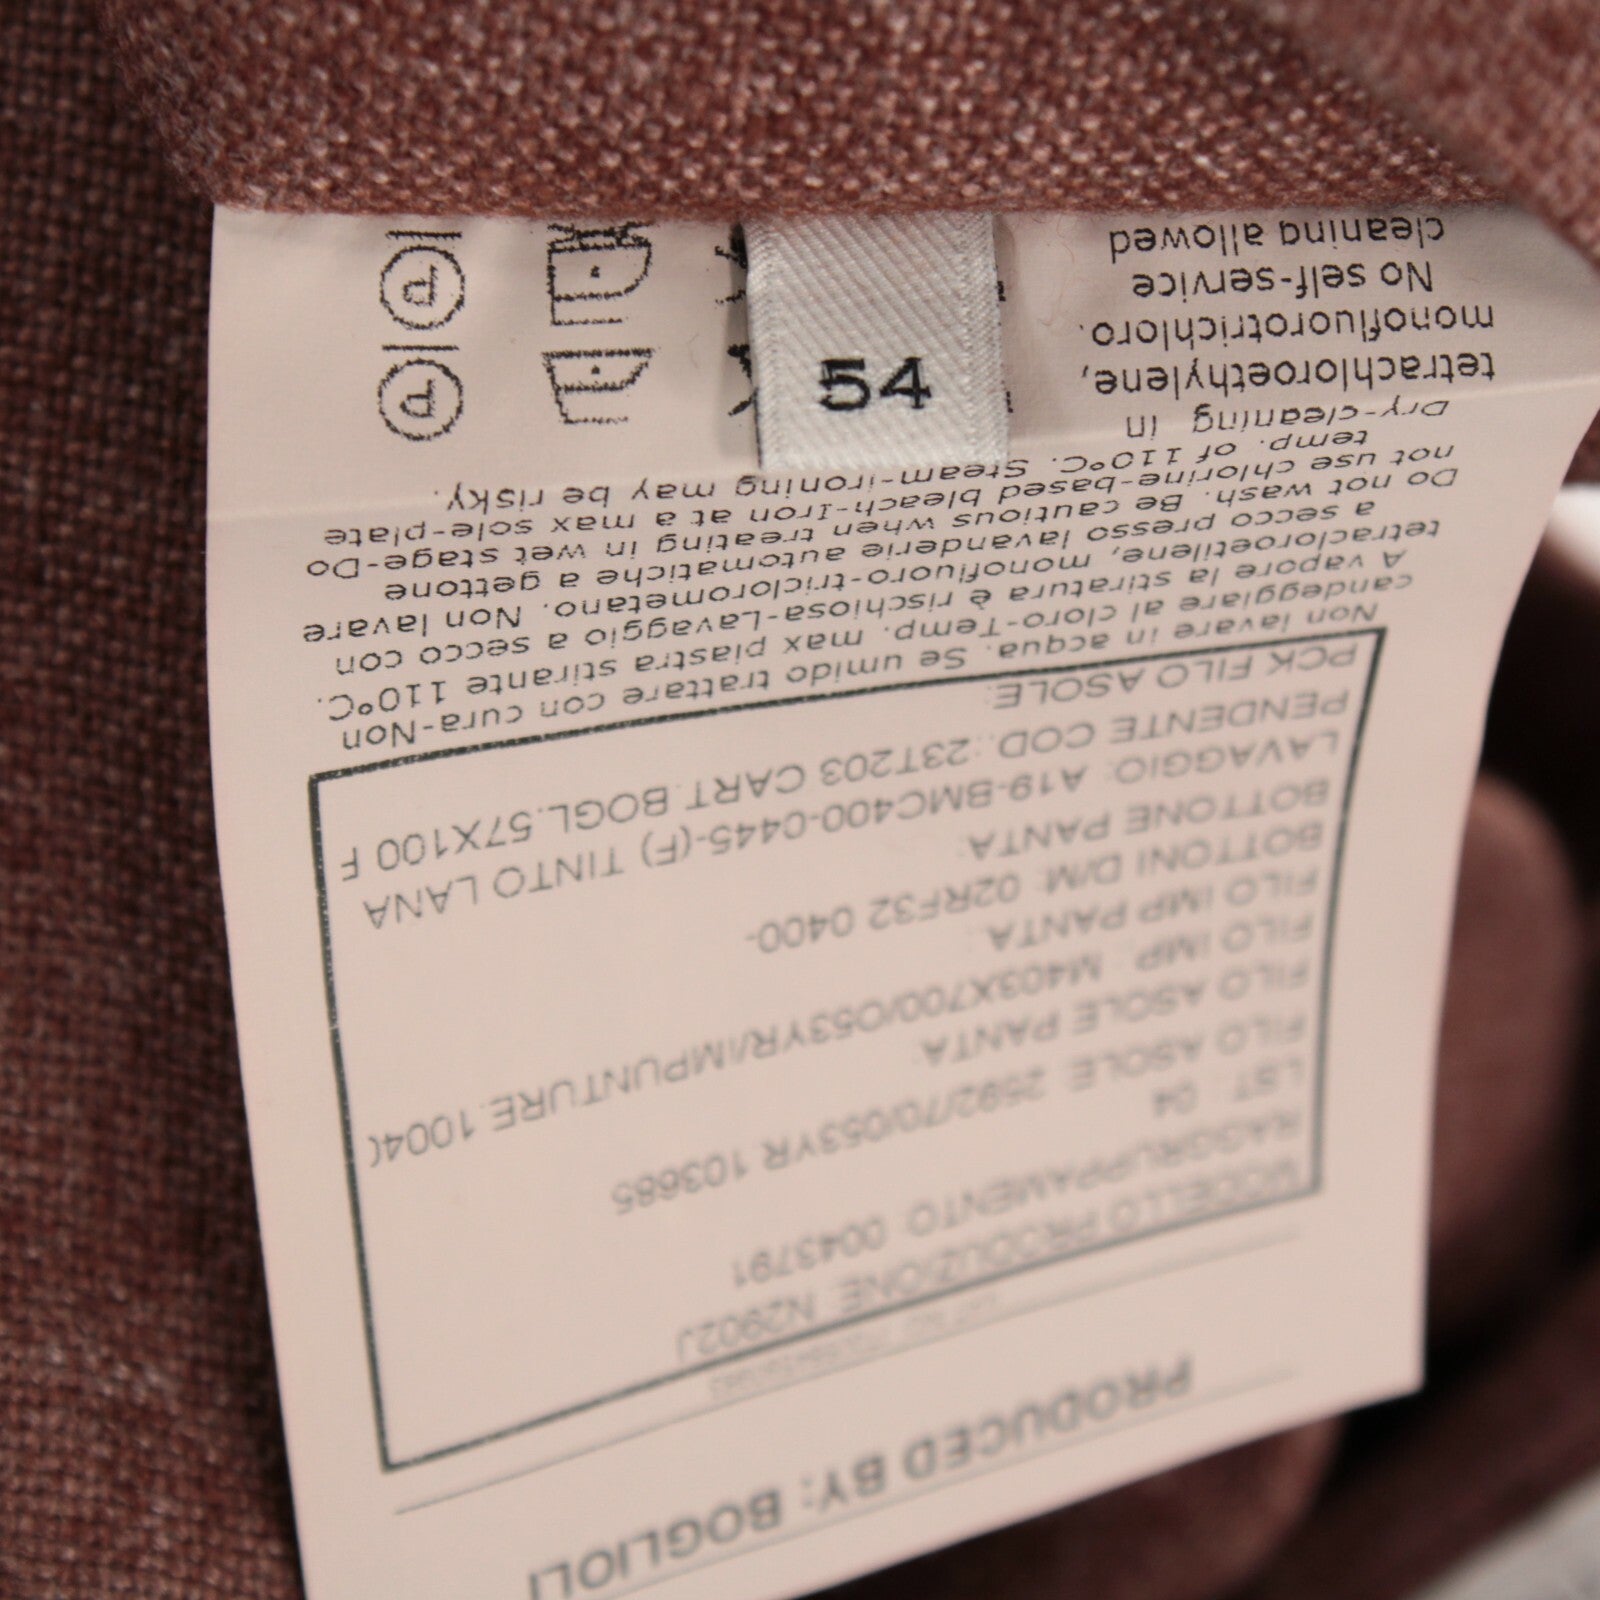 54
PRODUCED BY: BOGLIOLI
MODELLO PRODUZIONE: N2902J
RAGGRUPPAMENTO: 0043791
LST: 04
FILO ASOLE: 2592/70/053YR 103685
FILO ASOLE PANTA:
FILO IMP: M403X700/O53YR/IMPUNTURE.1004(
FILO IMP PANTA:
BOTTONI D/M: 02RF32 0400-
BOTTONE PANTA:
LAVAGGIO: A19-BMC400-0445-(F) TINTO LANA
PENDENTE COD.:23T203 CART.BOGL.57X100 F
PCK FILO ASOLE:
Non lavare in acqua. Se umido trattare con cura-Non
candeggiare al cloro-Temp. max piastra stirante 110°C.
A vapore la stiratura è rischiosa-Lavaggio a secco con
tetracloroetilene, monofluoro-triclorometano. Non lavare
a secco presso lavanderie automatiche a gettone
Do not wash. Be cautious when treating in wet stage-Do
not use chlorine-based bleach-Iron at a max sole-plate
temp. of 110°C. Steam-ironing may be risky.
Dry-cleaning in
tetrachloroethylene,
monofluorotrichloro.
No self-service
cleaning allowed
P
P